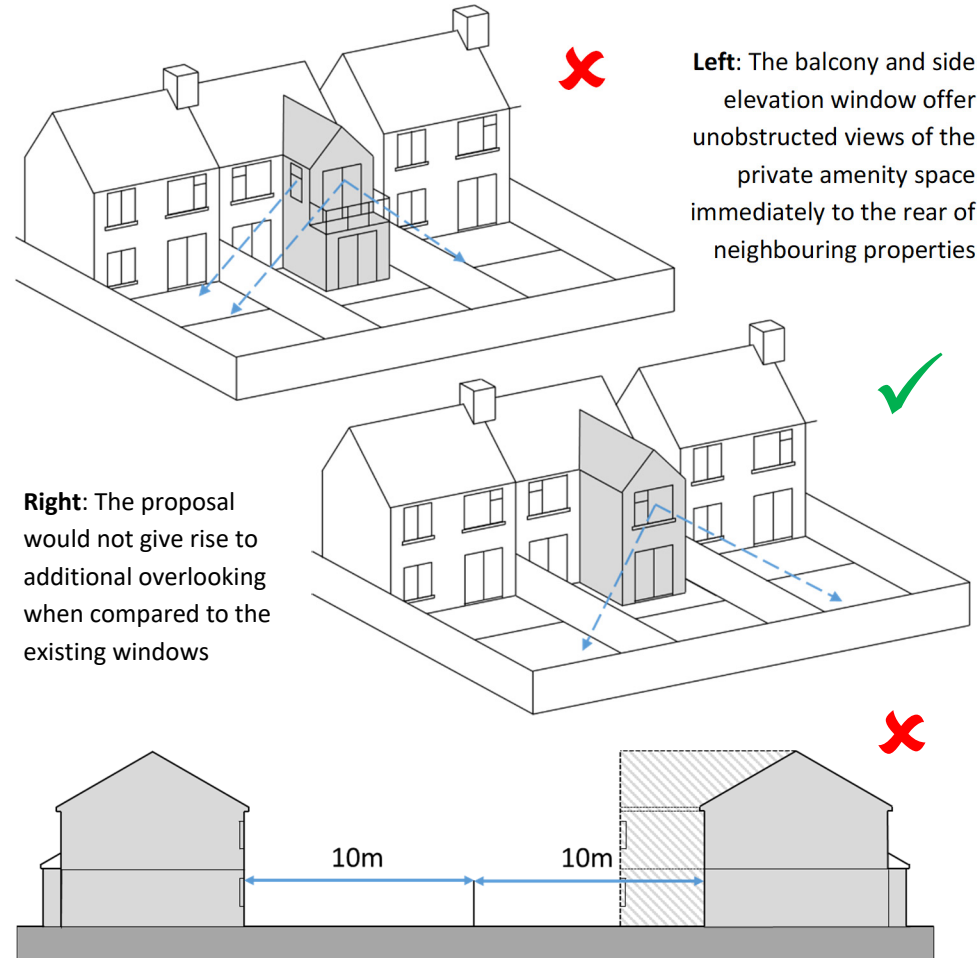 Left: The balcony and side
elevation window offer
unobstructed views of the
private amenity space
immediately to the rear of
neighbouring properties
Right: The proposal
would not give rise to
additional overlooking
when compared to the
existing windows
10m
10m